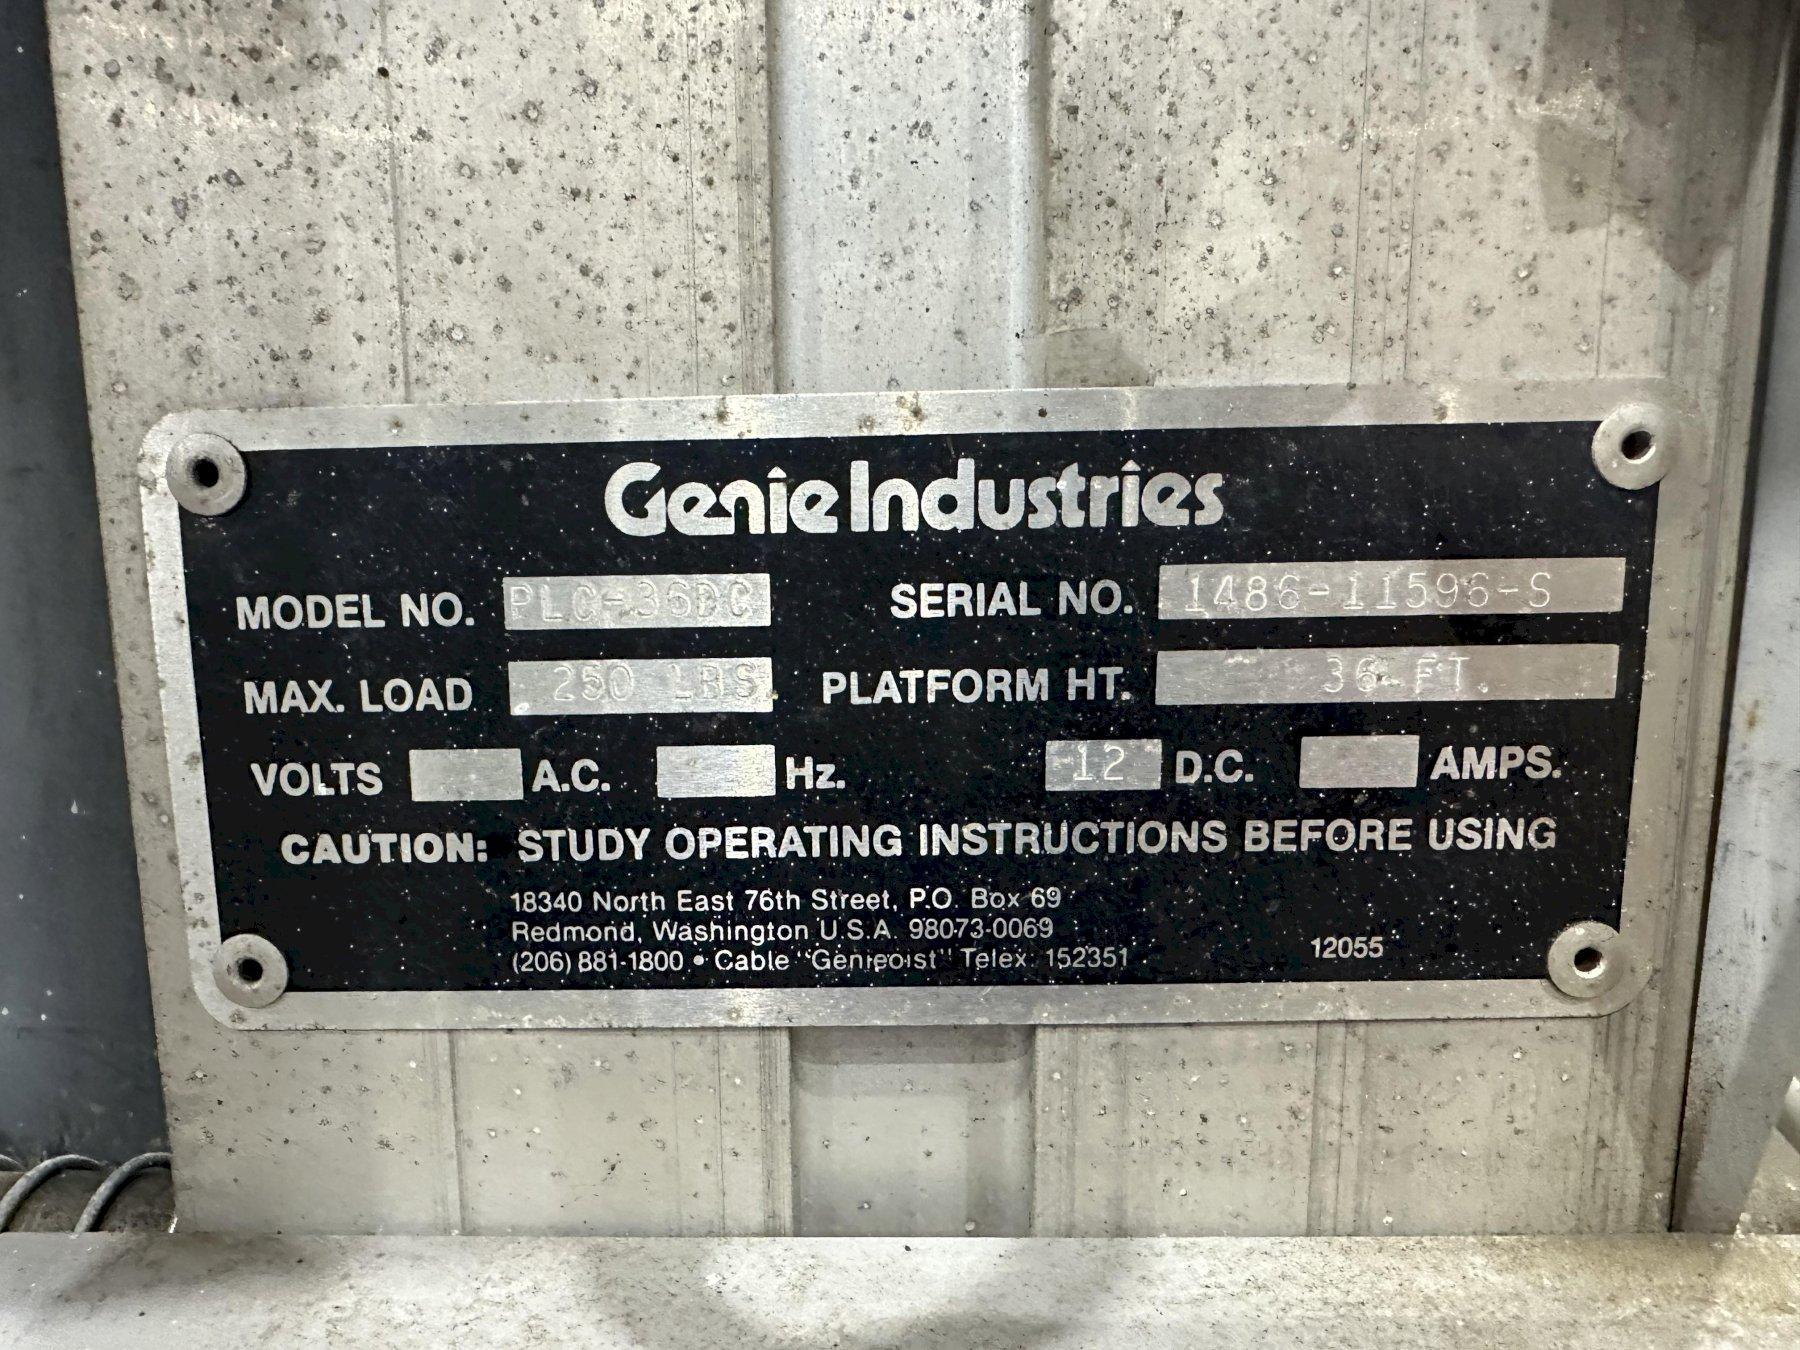 Genie Industries
MODEL NO. PLC-36DC SERIAL NO. 1486-11596-S
MAX. LOAD 250 LBS. PLATFORM HT. 36 FT.
VOLTS A.C. Hz. 12 D.C. AMPS.
CAUTION: STUDY OPERATING INSTRUCTIONS BEFORE USING
18340 North East 76th Street, P.O. Box 69
Redmond, Washington U.S.A. 98073-0069
(206) 881-1800 • Cable "Genieoist" Telex: 152351
12055